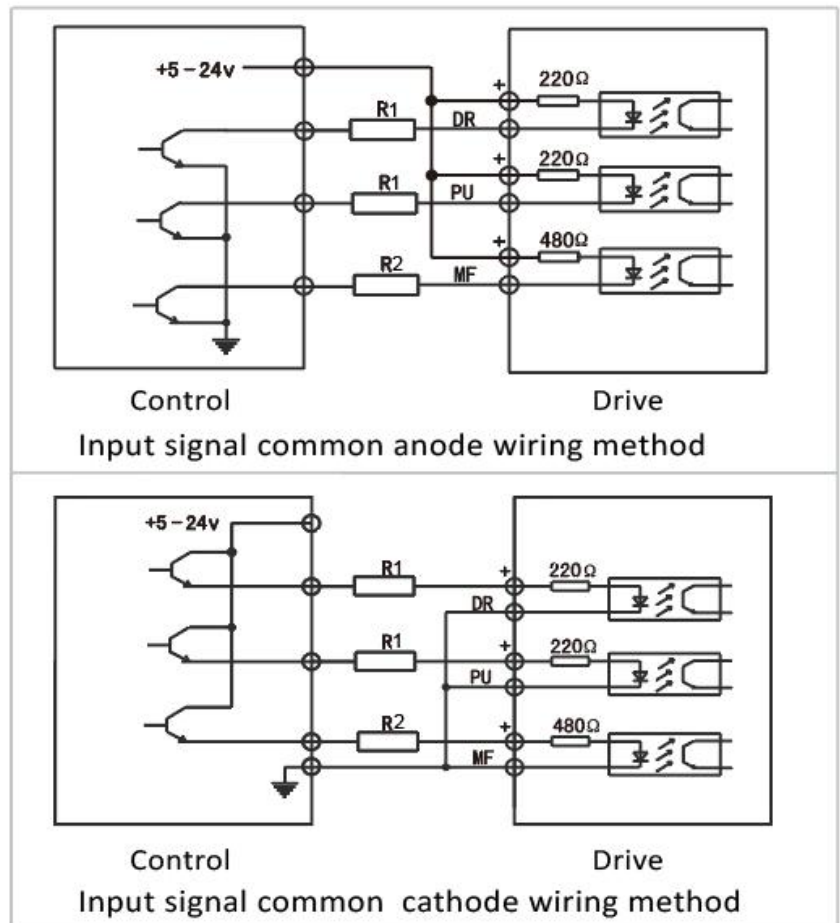 +5-24v
+
220Ω
R1
DR
+
220Ω
R1
PU
+
480Ω
R2
MF
Control
Drive
Input signal common anode wiring method
+5-24v
R1
+
220Ω
DR
R1
+
220Ω
PU
R2
+
480Ω
MF
Control
Drive
Input signal common cathode wiring method